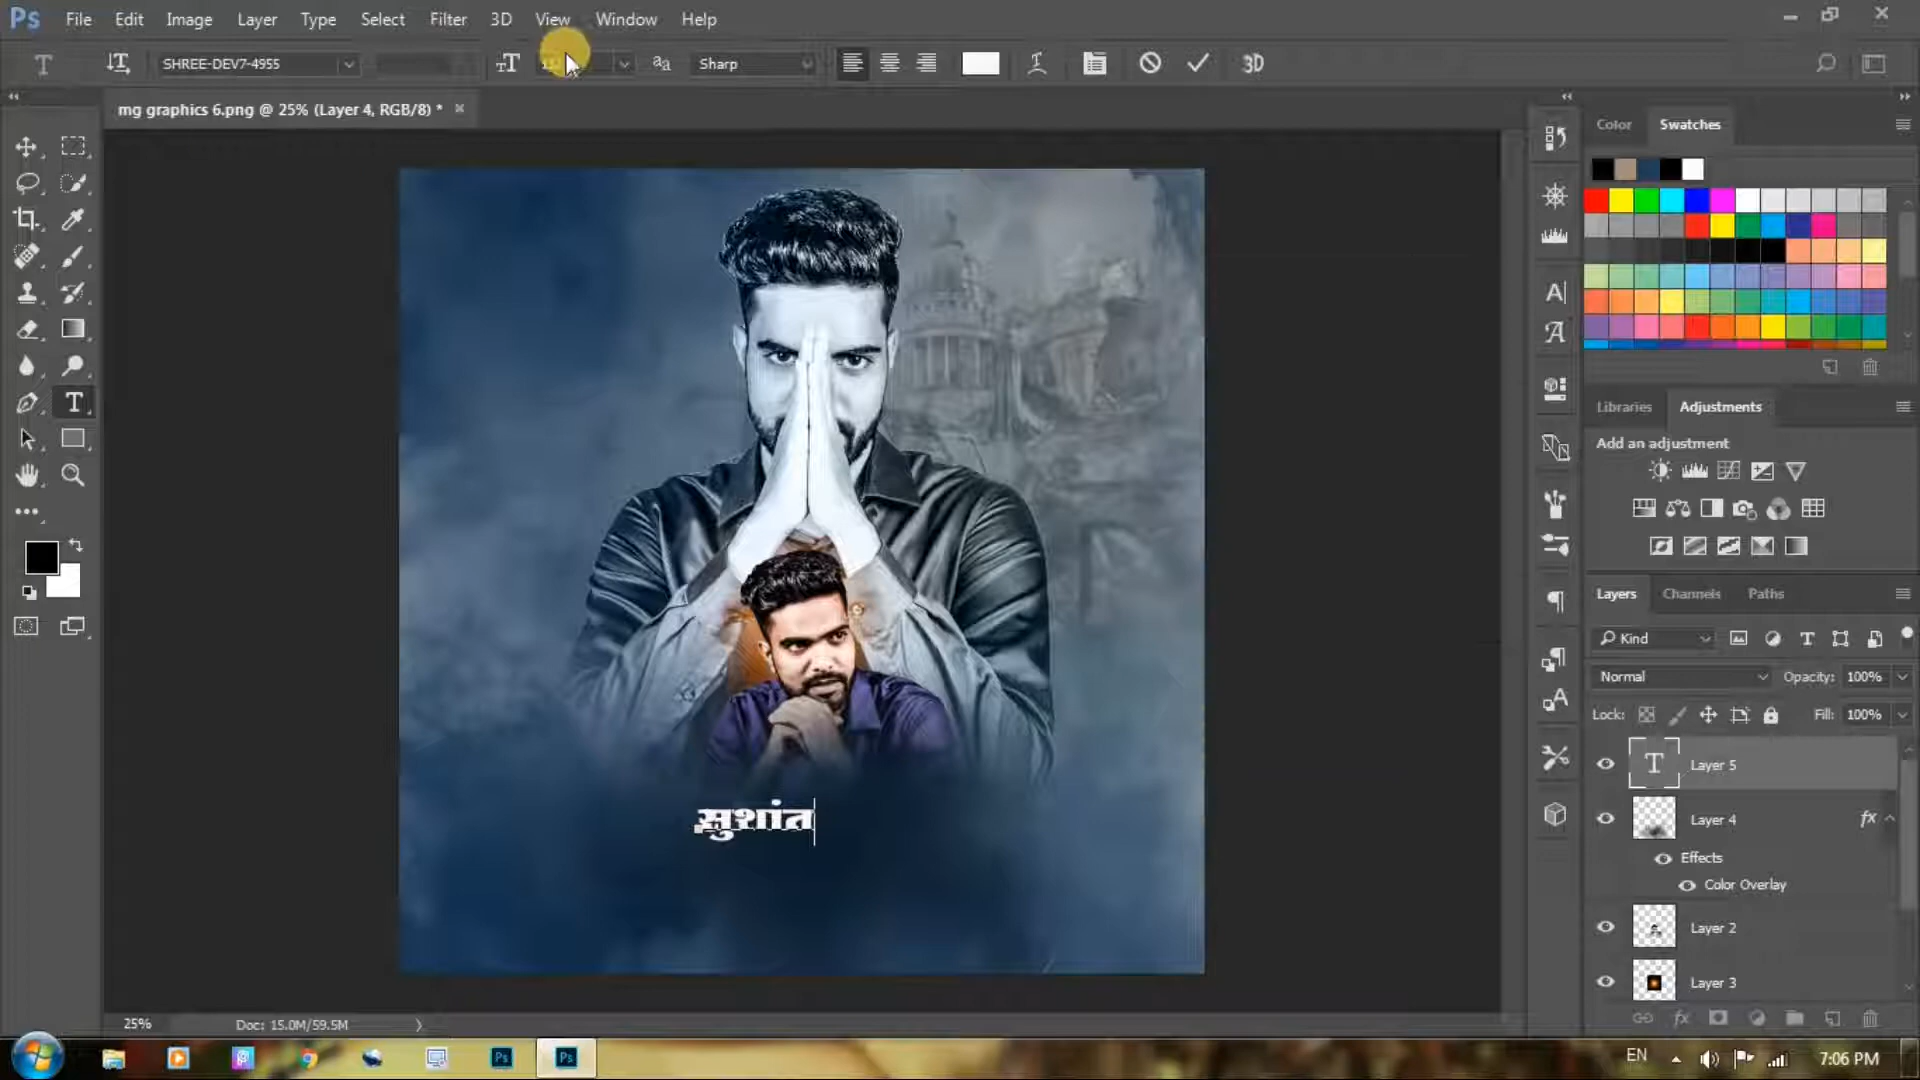 Ps File Edit Image Layer Type Select Filter 3D View Window Help
SHREE-DEV7-4955 Sharp 3D
mg graphics 6.png @ 25% (Layer 4, RGB/8) *
Color Swatches
Libraries Adjustments
Add an adjustment
Layers Channels Paths
Kind
Normal Opacity: 100%
Lock: Fill: 100%
Layer 5
Layer 4 fx
Effects
Color Overlay
Layer 2
Layer 3
सुशांत
25% Doc: 15.0M/59.5M
Ps Ps EN 7:06 PM